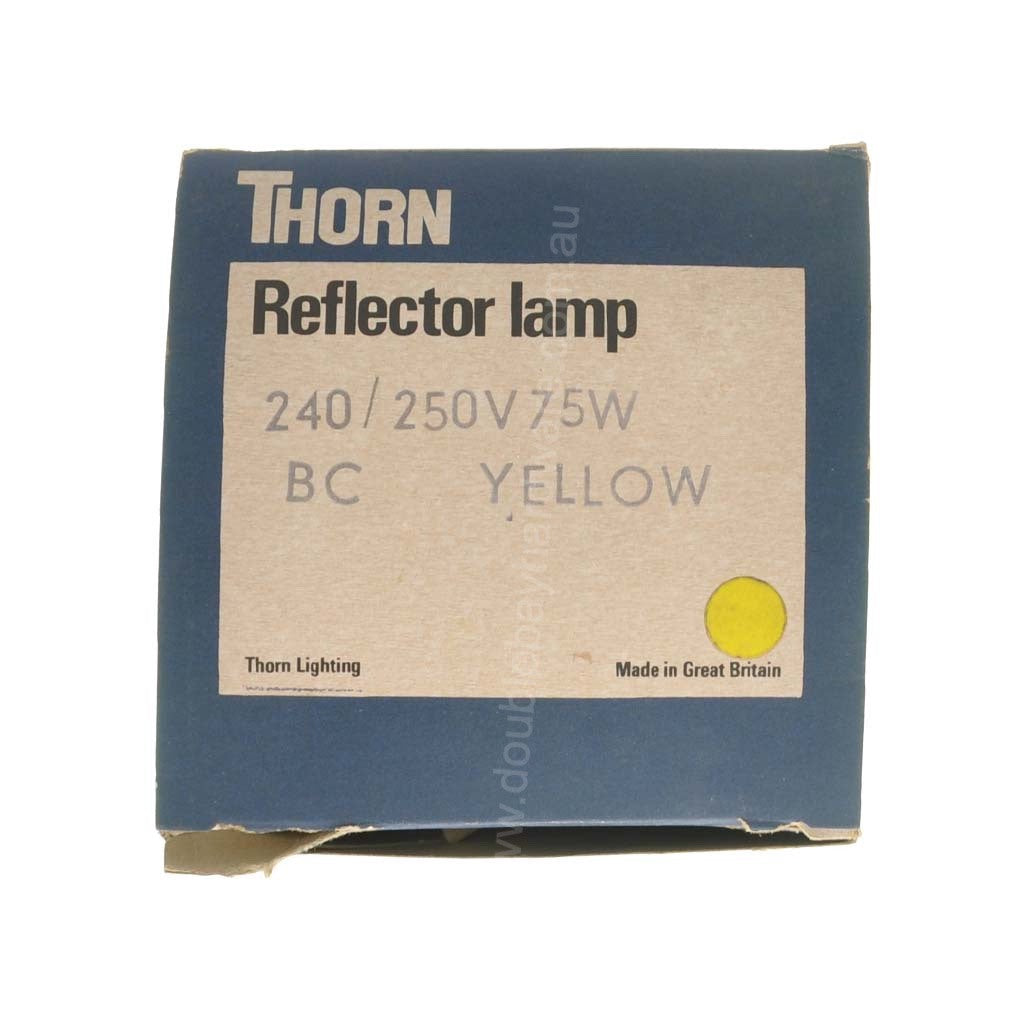 THORN
Reflector lamp
240/250V 75W
BC YELLOW
Thorn Lighting
Made in Great Britain